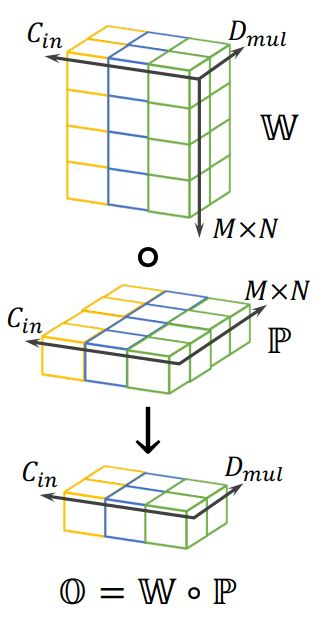 C_in D_mul
𝕎
M×N
∘
M×N
C_in
ℙ
C_in D_mul
𝕆 = 𝕎 ∘ ℙ